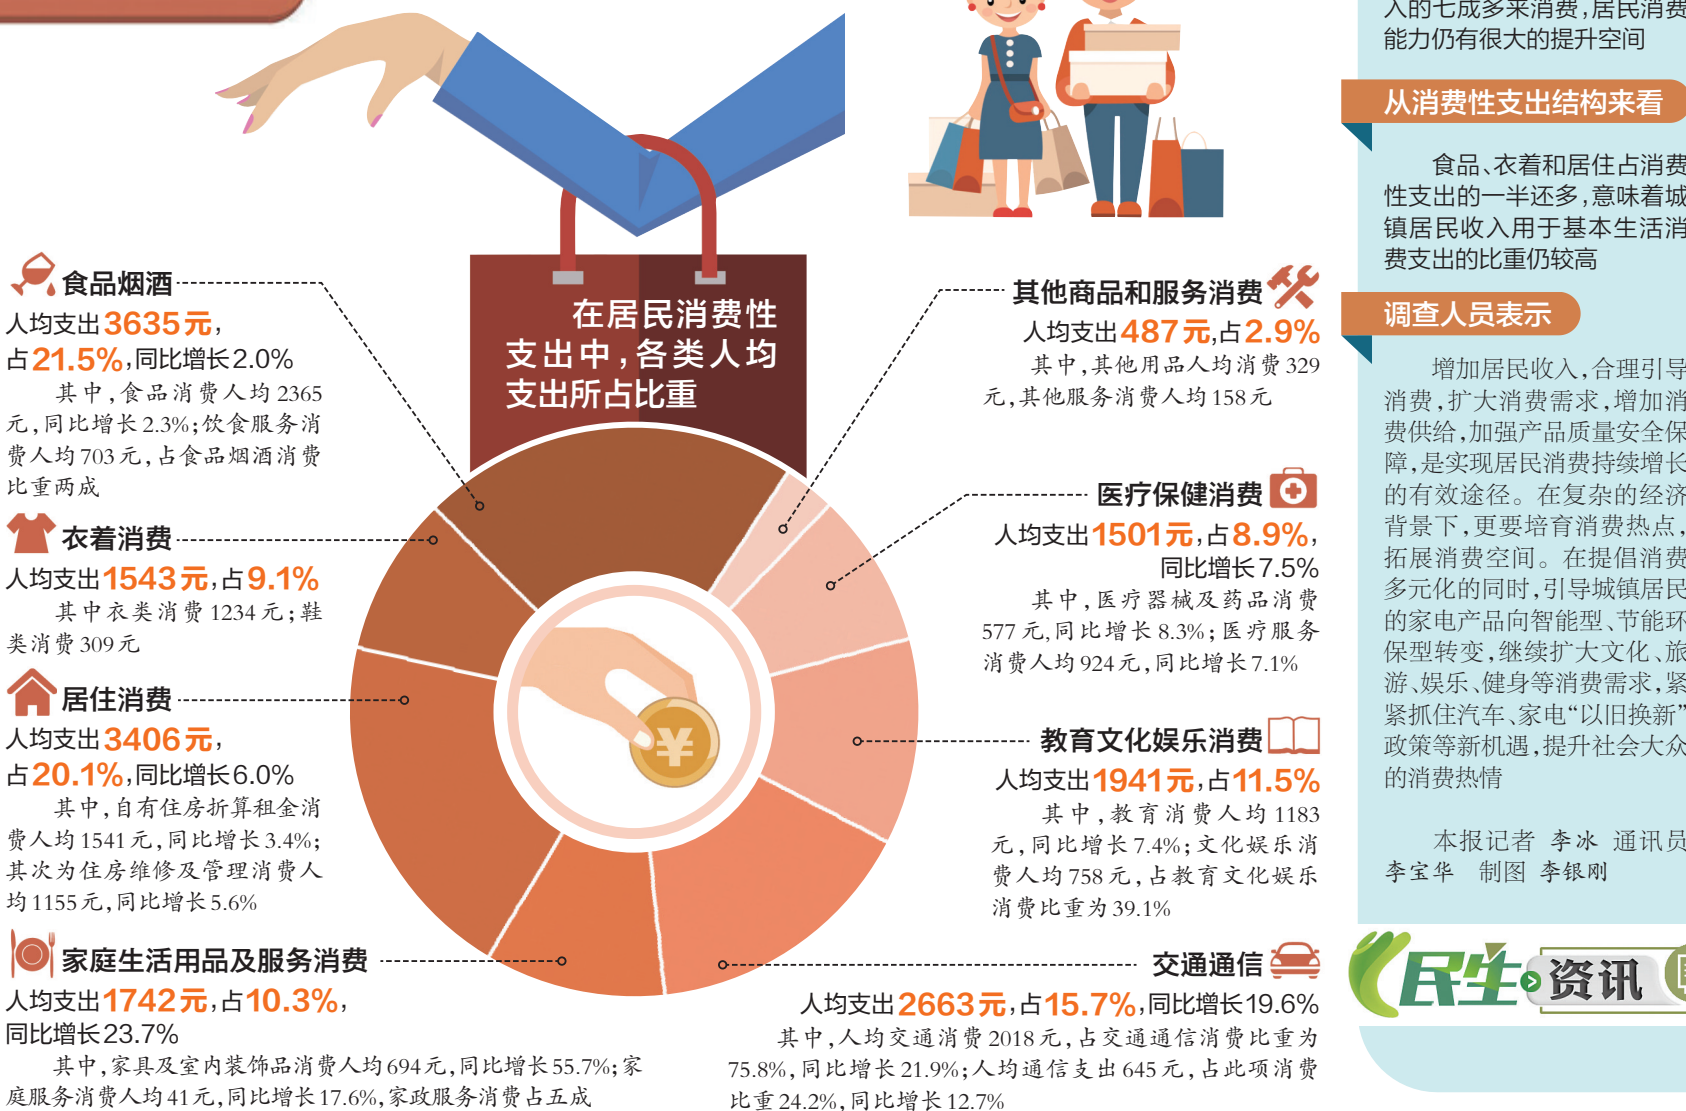 在居民消费性
支出中，各类人均
支出所占比重
食品烟酒
人均支出3635元，
占21.5%，同比增长2.0%
其中，食品消费人均2365
元，同比增长2.3%；饮食服务消
费人均703元，占食品烟酒消费
比重两成
衣着消费
人均支出1543元，占9.1%
其中衣类消费1234元；鞋
类消费309元
居住消费
人均支出3406元，
占20.1%，同比增长6.0%
其中，自有住房折算租金消
费人均1541元，同比增长3.4%；
其次为住房维修及管理消费人
均1155元，同比增长5.6%
家庭生活用品及服务消费
人均支出1742元，占10.3%，
同比增长23.7%
其中，家具及室内装饰品消费人均694元，同比增长55.7%；家
庭服务消费人均41元，同比增长17.6%，家政服务消费占五成
其他商品和服务消费
人均支出487元，占2.9%
其中，其他用品人均消费329
元，其他服务消费人均158元
医疗保健消费
人均支出1501元，占8.9%，
同比增长7.5%
其中，医疗器械及药品消费
577元，同比增长8.3%；医疗服务
消费人均924元，同比增长7.1%
¥
教育文化娱乐消费
人均支出1941元，占11.5%
其中，教育消费人均1183
元，同比增长7.4%；文化娱乐消
费人均758元，占教育文化娱乐
消费比重为39.1%
交通通信
人均支出2663元，占15.7%，同比增长19.6%
其中，人均交通消费2018元，占交通通信消费比重为
75.8%，同比增长21.9%；人均通信支出645元，占此项消费
比重24.2%，同比增长12.7%
入的七成多来消费，居民消费
能力仍有很大的提升空间
从消费性支出结构来看
食品、衣着和居住占消费
性支出的一半还多，意味着城
镇居民收入用于基本生活消
费支出的比重仍较高
调查人员表示
增加居民收入，合理引导
消费，扩大消费需求，增加消
费供给，加强产品质量安全保
障，是实现居民消费持续增长
的有效途径。在复杂的经济
背景下，更要培育消费热点，
拓展消费空间。在提倡消费
多元化的同时，引导城镇居民
的家电产品向智能型、节能环
保型转变，继续扩大文化、旅
游、娱乐、健身等消费需求，紧
紧抓住汽车、家电“以旧换新”
政策等新机遇，提升社会大众
的消费热情
本报记者 李冰 通讯员
李宝华 制图 李银刚
民生资讯